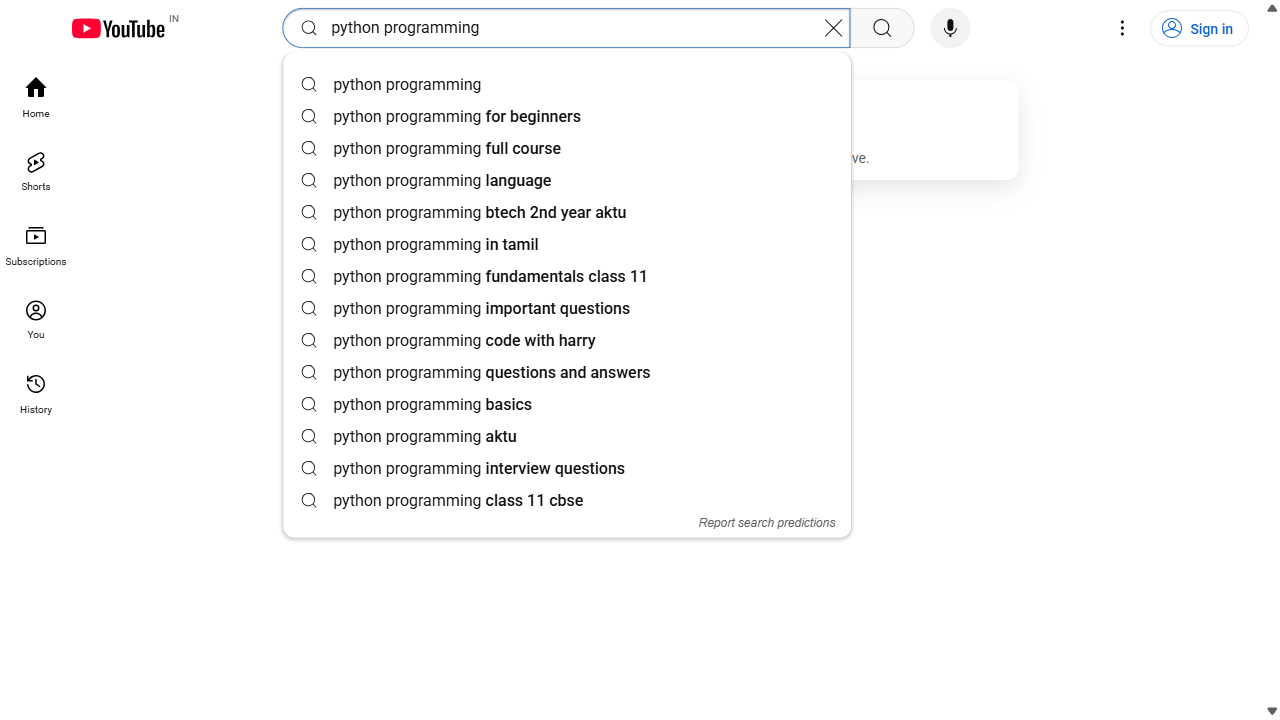 YouTube IN
python programming
Sign in
python programming
python programming for beginners
python programming full course
python programming language
python programming btech 2nd year aktu
python programming in tamil
python programming fundamentals class 11
python programming important questions
python programming code with harry
python programming questions and answers
python programming basics
python programming aktu
python programming interview questions
python programming class 11 cbse
Report search predictions
ve.
Home
Shorts
Subscriptions
You
History